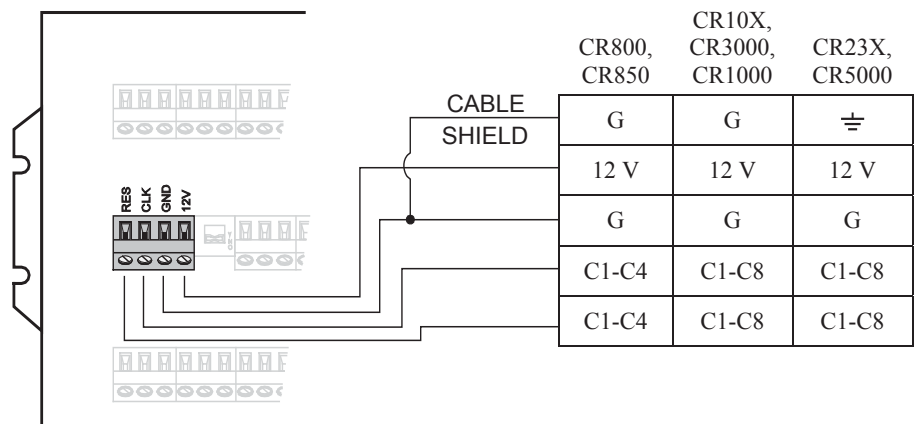 CR800,
CR850
CR10X,
CR3000,
CR1000
CR23X,
CR5000
CABLE
SHIELD
G G
12 V 12 V 12 V
G G G
C1-C4 C1-C8 C1-C8
C1-C4 C1-C8 C1-C8
RES
CLK
GND
12V